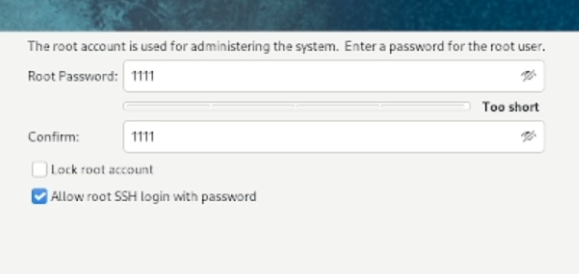 The root account is used for administering the system. Enter a password for the root user.
Root Password: 1111
Too short
Confirm: 1111
Lock root account
Allow root SSH login with password